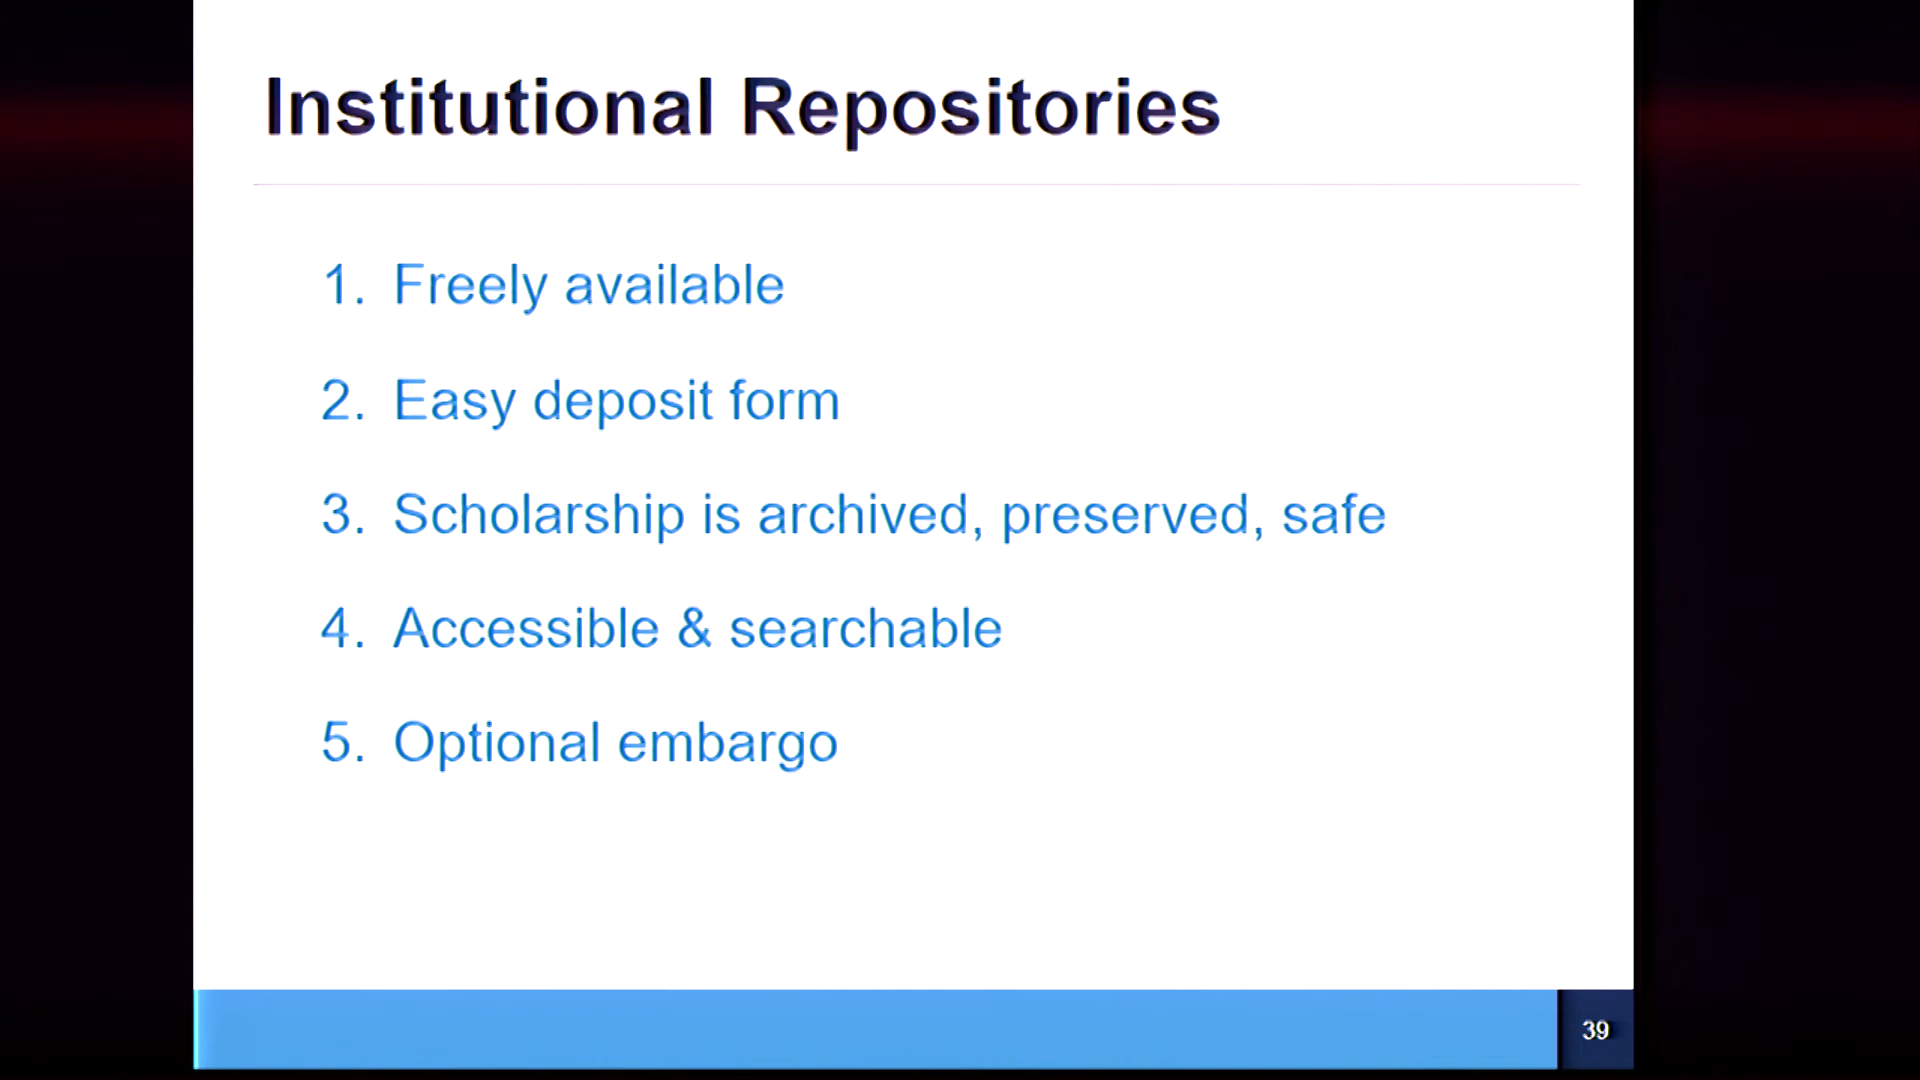 Institutional Repositories
1. Freely available
2. Easy deposit form
3. Scholarship is archived, preserved, safe
4. Accessible & searchable
5. Optional embargo
39